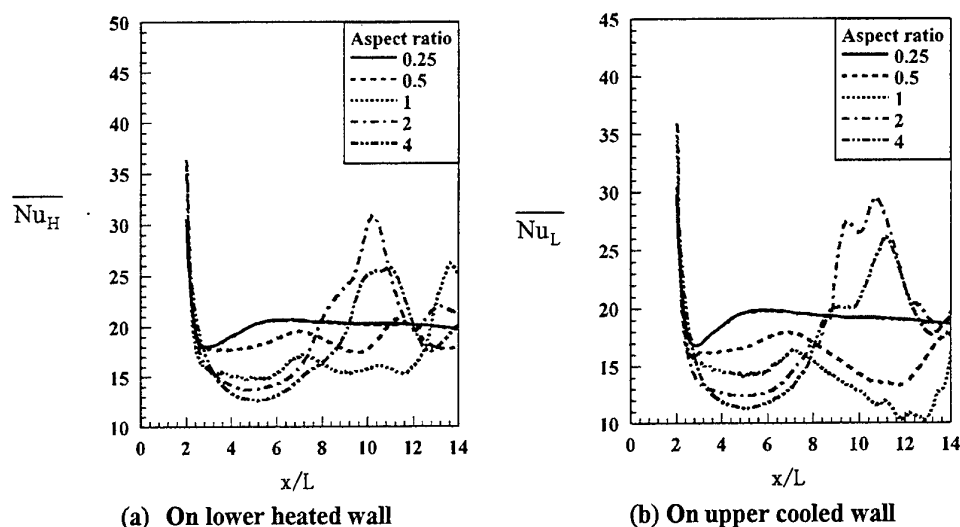 50
45
40
35
30
25
20
15
10
Aspect ratio
0.25
0.5
1
2
4
Nu_H
0 2 4 6 8 10 12 14
x/L
(a) On lower heated wall
45
40
35
30
25
20
15
10
Aspect ratio
0.25
0.5
1
2
4
Nu_L
0 2 4 6 8 10 12 14
x/L
(b) On upper cooled wall